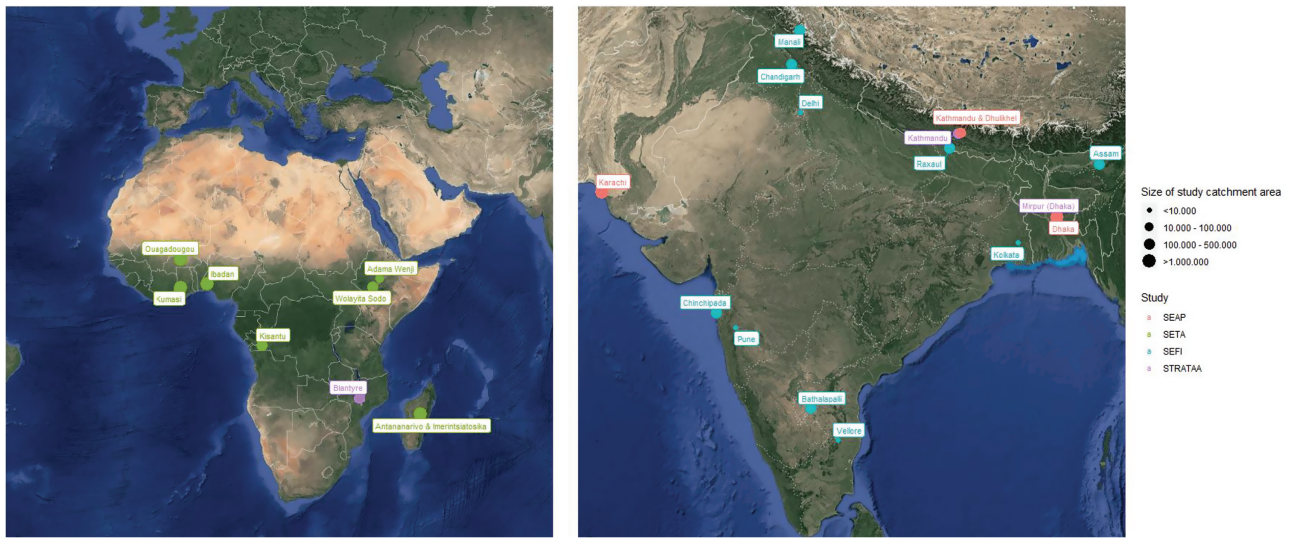 Ouagadougou
Ibadan
Kumasi
Adama Wenji
Wolayita Sodo
Kisantu
Blantyre
Antananarivo & Imerintsiatosika
Manali
Chandigarh
Delhi
Kathmandu & Dhulikhel
Kathmandu
Raxaul
Assam
Karachi
Mirpur (Dhaka)
Dhaka
Kolkata
Chinchipada
Pune
Bathalapalli
Vellore
Size of study catchment area
<10.000
10.000 - 100.000
100.000 - 500.000
>1.000.000
Study
a SEAP
a SETA
a SEFI
a STRATAA